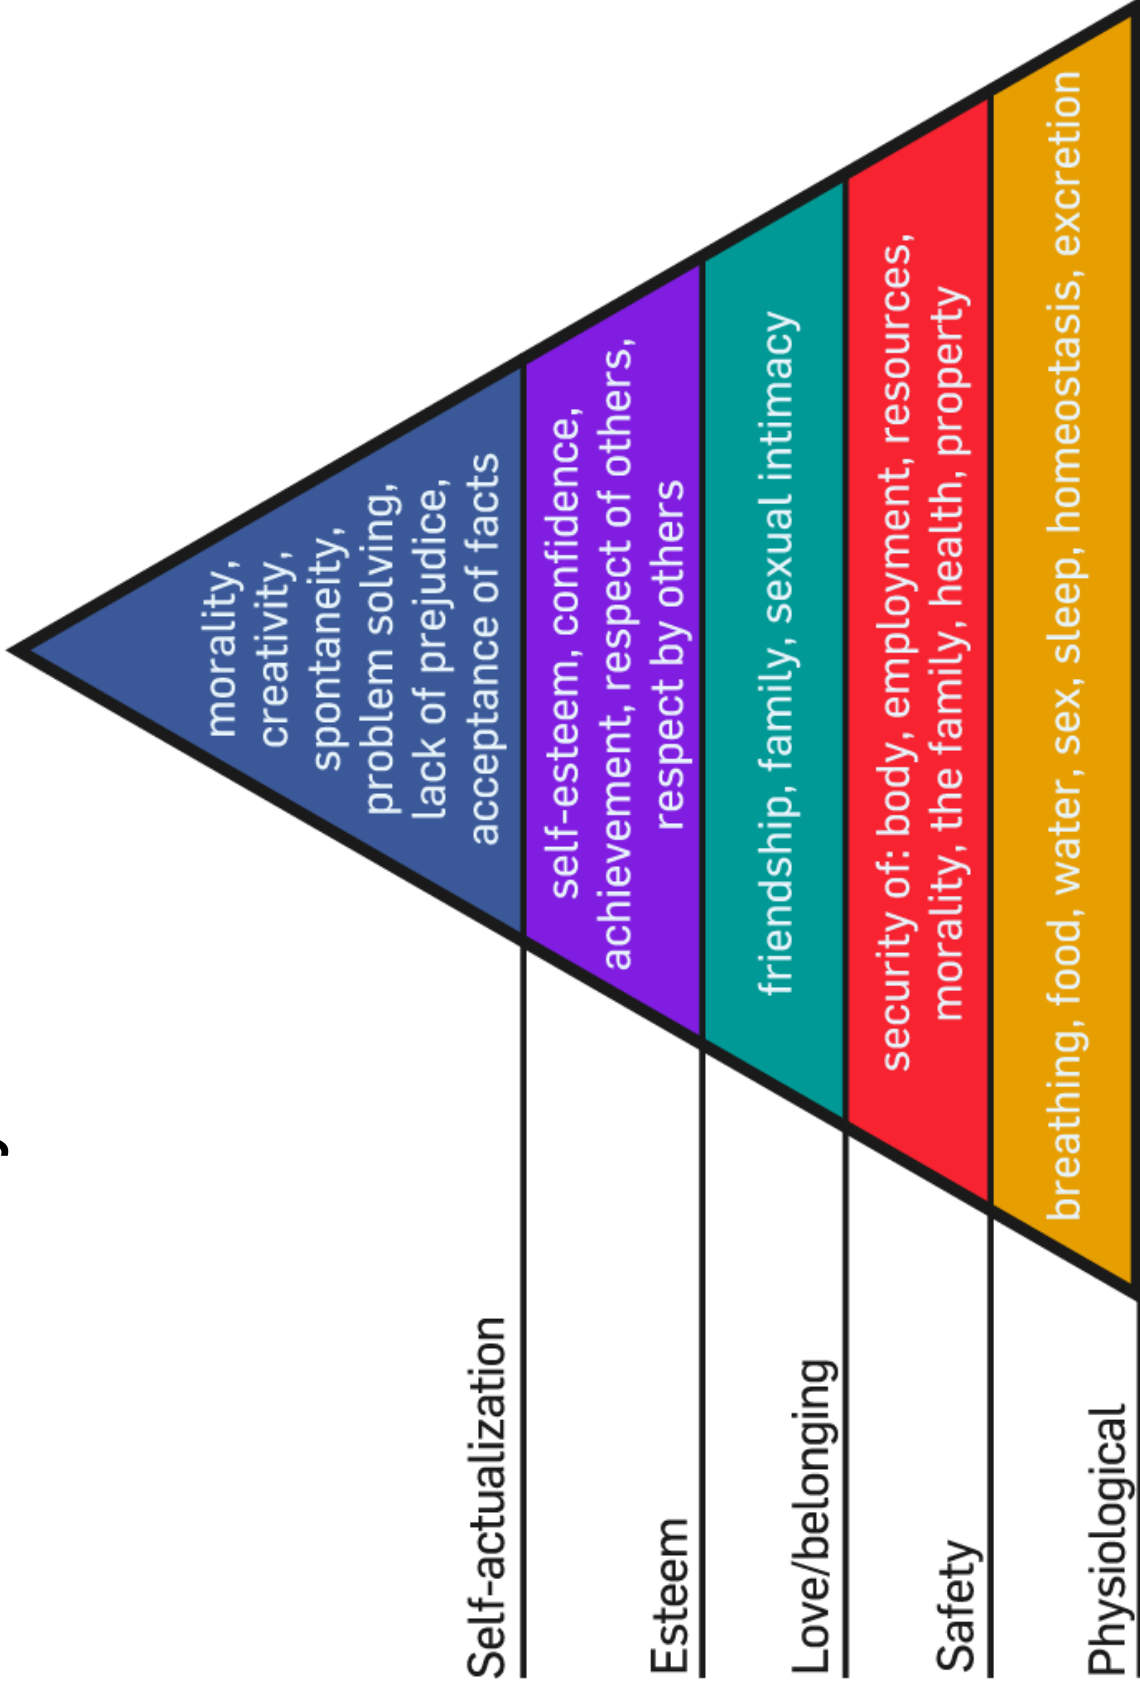 morality,
creativity,
spontaneity,
problem solving,
lack of prejudice,
acceptance of facts
Self-actualization
self-esteem, confidence,
achievement, respect of others,
respect by others
Esteem
friendship, family, sexual intimacy
Love/belonging
security of: body, employment, resources,
morality, the family, health, property
Safety
breathing, food, water, sex, sleep, homeostasis, excretion
Physiological